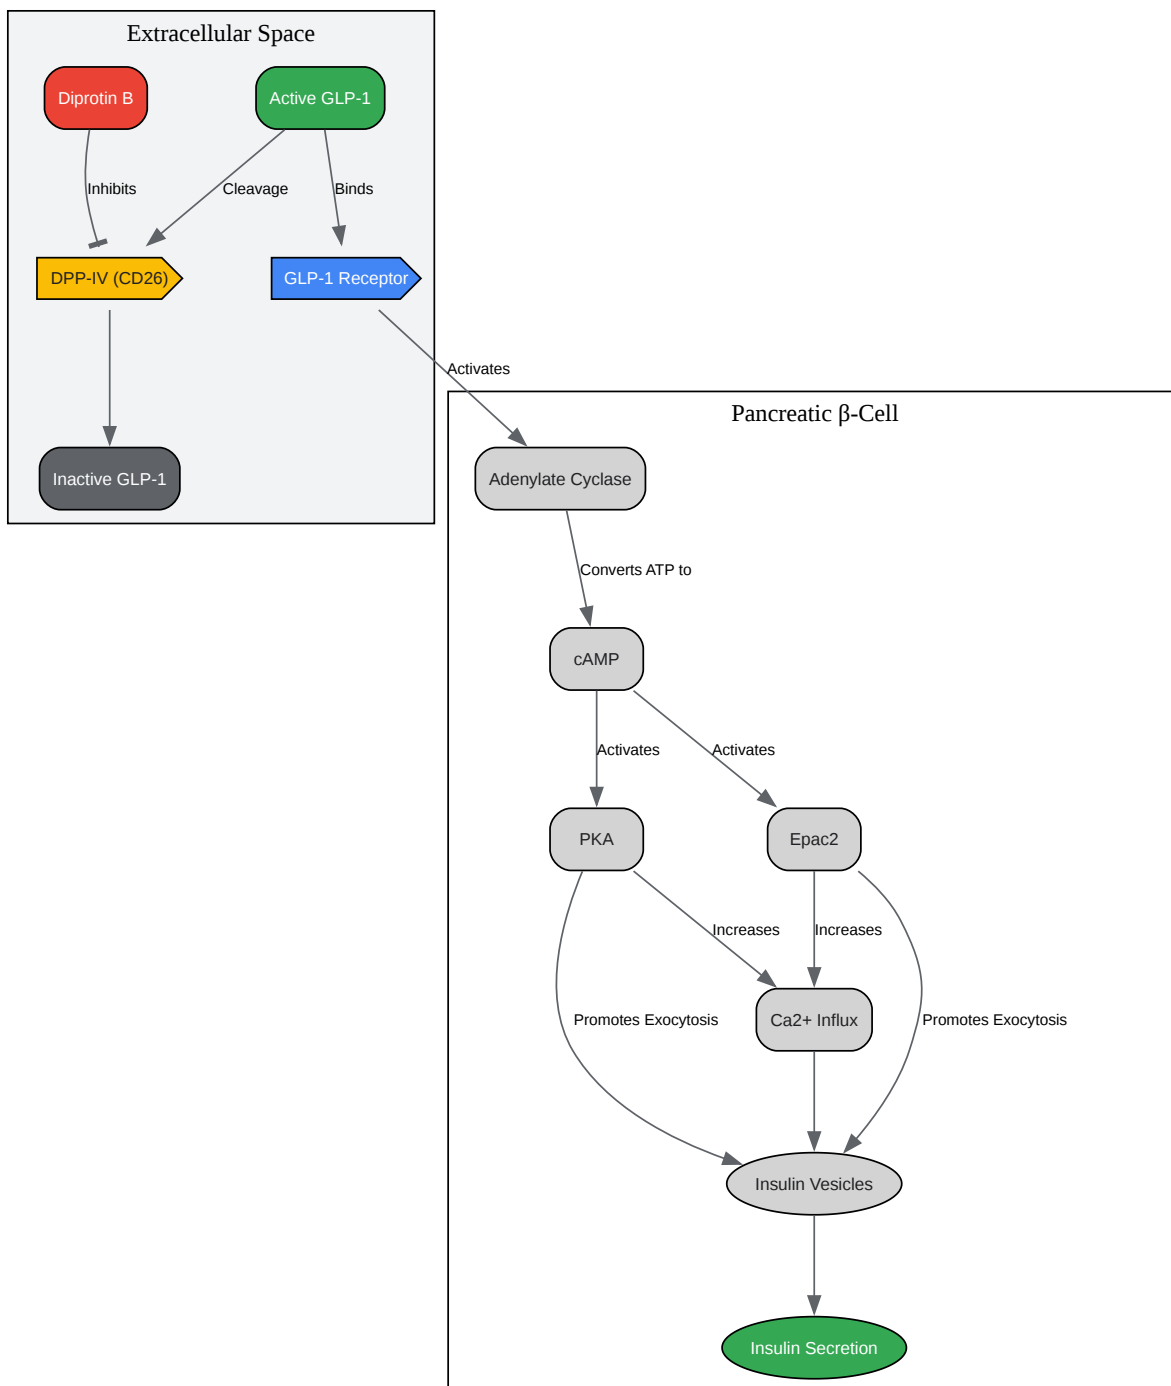 Extracellular Space
Diprotin B
Active GLP-1
Inhibits
Cleavage
Binds
DPP-IV (CD26)
GLP-1 Receptor
Activates
Inactive GLP-1
Pancreatic β-Cell
Adenylate Cyclase
Converts ATP to
cAMP
Activates
Activates
PKA
Epac2
Increases
Increases
Promotes Exocytosis
Ca2+ Influx
Promotes Exocytosis
Insulin Vesicles
Insulin Secretion